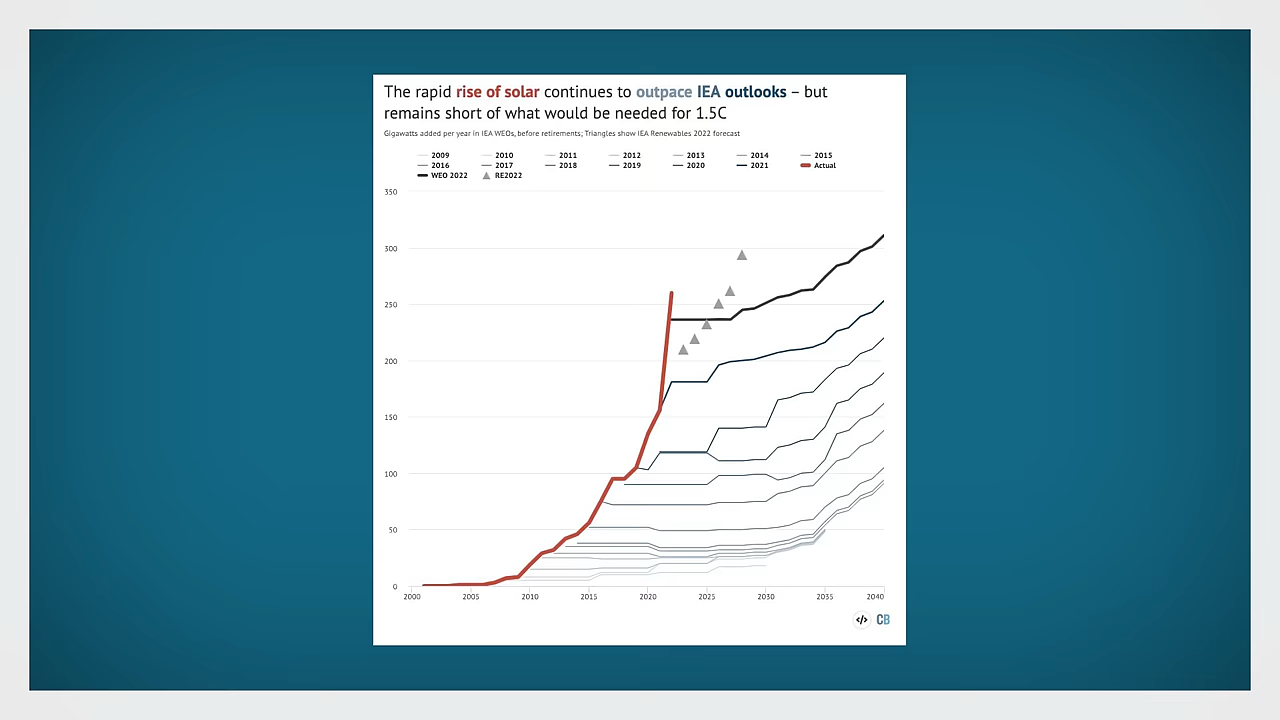 The rapid rise of solar continues to outpace IEA outlooks – but
remains short of what would be needed for 1.5C
Gigawatts added per year in IEA WEOs, before retirements; Triangles show IEA Renewables 2022 forecast
2009 2010 2011 2012 2013 2014 2015
2016 2017 2018 2019 2020 2021 Actual
WEO 2022 RE2022
350
300
250
200
150
100
50
0
2000 2005 2010 2015 2020 2025 2030 2035 2040
</> CB